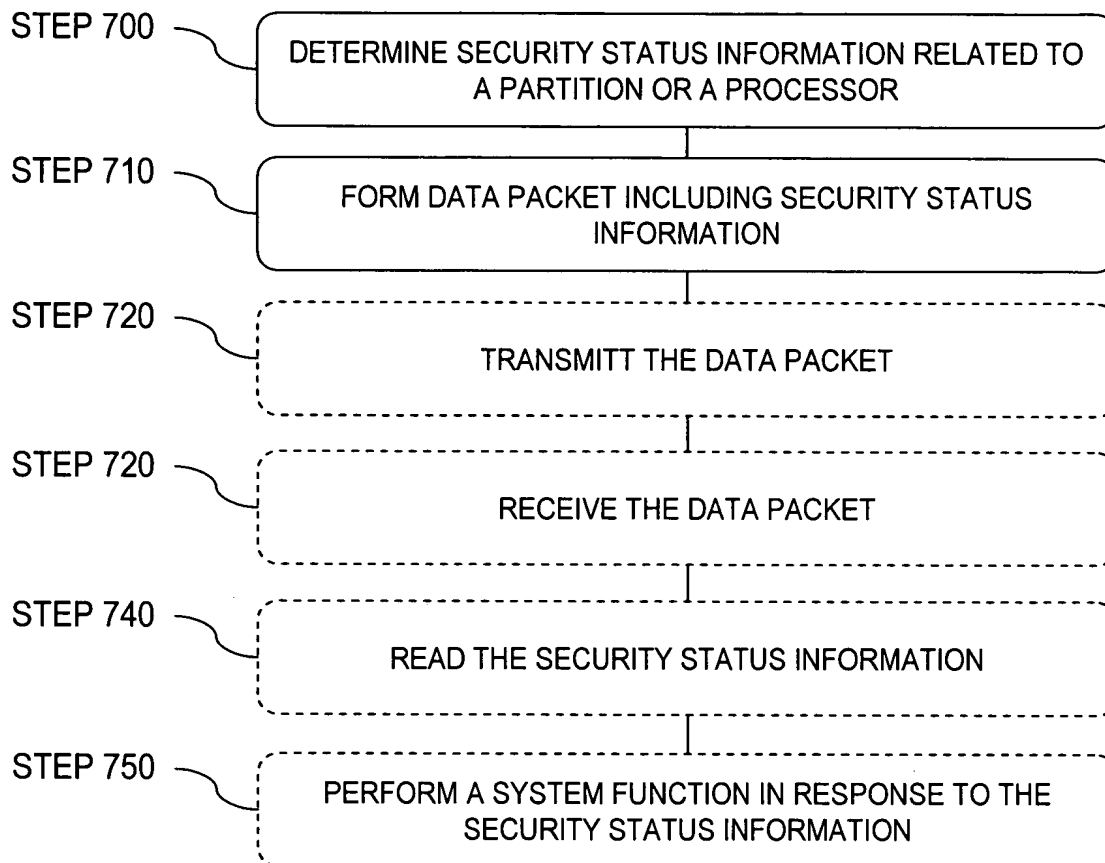 STEP 700
DETERMINE SECURITY STATUS INFORMATION RELATED TO
A PARTITION OR A PROCESSOR
STEP 710
FORM DATA PACKET INCLUDING SECURITY STATUS
INFORMATION
STEP 720
TRANSMITT THE DATA PACKET
STEP 720
RECEIVE THE DATA PACKET
STEP 740
READ THE SECURITY STATUS INFORMATION
STEP 750
PERFORM A SYSTEM FUNCTION IN RESPONSE TO THE
SECURITY STATUS INFORMATION